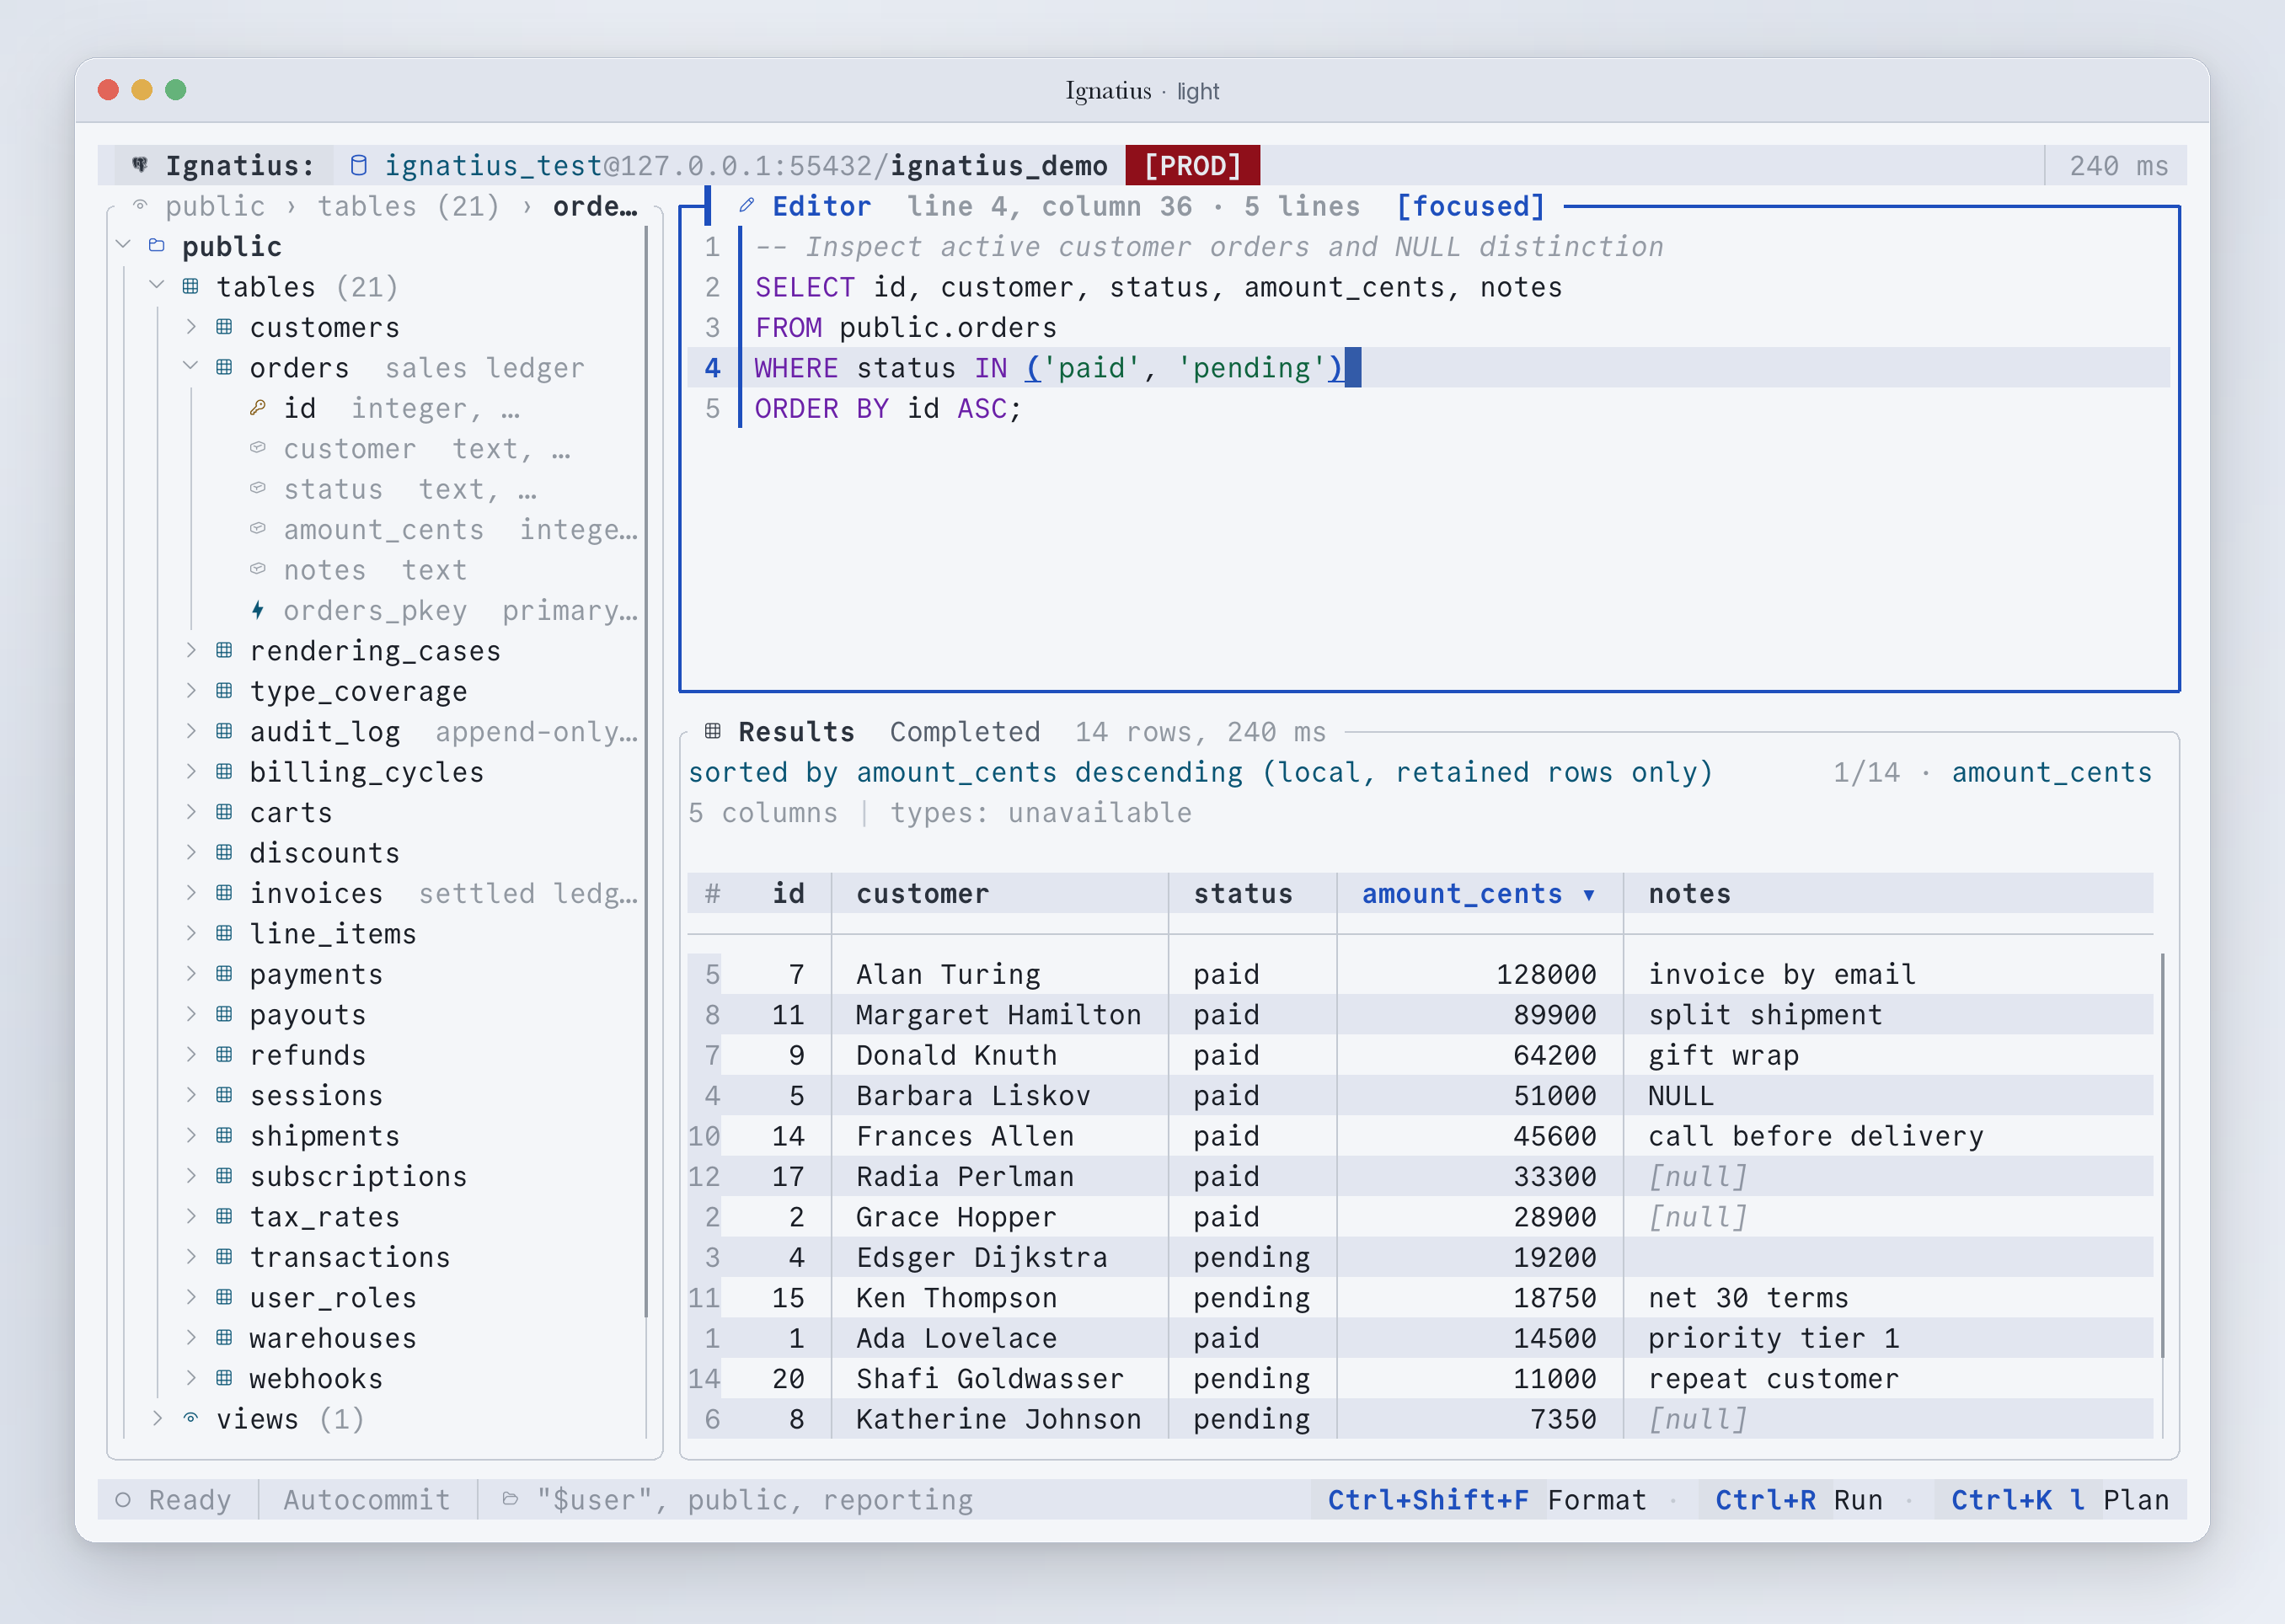 Ignatius · light
Ignatius: ignatius_test@127.0.0.1:55432/ignatius_demo [PROD] 240 ms
public › tables (21) › orde…
public
tables (21)
customers
orders sales ledger
id integer, …
customer text, …
status text, …
amount_cents intege…
notes text
orders_pkey primary…
rendering_cases
type_coverage
audit_log append-only…
billing_cycles
carts
discounts
invoices settled ledg…
line_items
payments
payouts
refunds
sessions
shipments
subscriptions
tax_rates
transactions
user_roles
warehouses
webhooks
views (1)
Editor line 4, column 36 · 5 lines [focused]
1 -- Inspect active customer orders and NULL distinction
2 SELECT id, customer, status, amount_cents, notes
3 FROM public.orders
4 WHERE status IN ('paid', 'pending')
5 ORDER BY id ASC;
Results Completed 14 rows, 240 ms
sorted by amount_cents descending (local, retained rows only) 1/14 · amount_cents
5 columns | types: unavailable
# id customer status amount_cents ▼ notes
5 7 Alan Turing paid 128000 invoice by email
8 11 Margaret Hamilton paid 89900 split shipment
7 9 Donald Knuth paid 64200 gift wrap
4 5 Barbara Liskov paid 51000 NULL
10 14 Frances Allen paid 45600 call before delivery
12 17 Radia Perlman paid 33300 [null]
2 2 Grace Hopper paid 28900 [null]
3 4 Edsger Dijkstra pending 19200
11 15 Ken Thompson pending 18750 net 30 terms
1 1 Ada Lovelace paid 14500 priority tier 1
14 20 Shafi Goldwasser pending 11000 repeat customer
6 8 Katherine Johnson pending 7350 [null]
Ready Autocommit "$user", public, reporting Ctrl+Shift+F Format · Ctrl+R Run · Ctrl+K l Plan